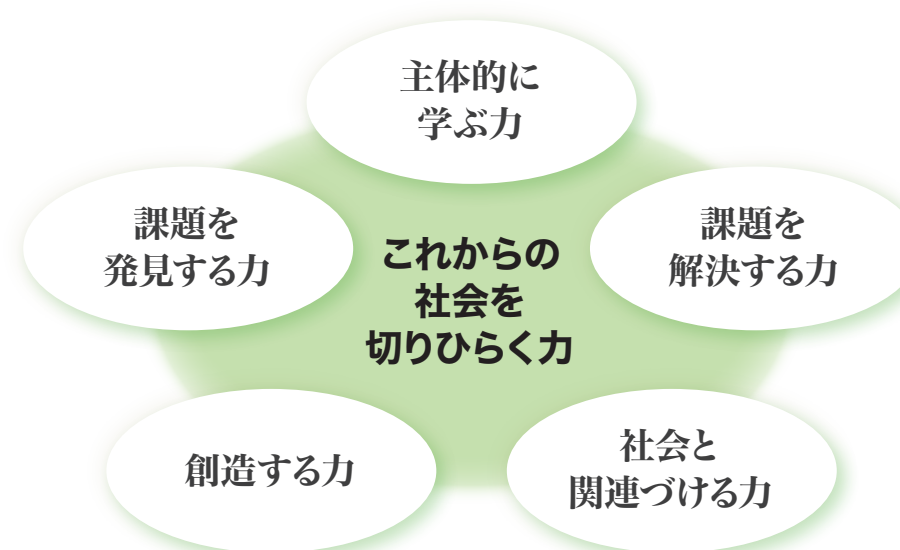 主体的に
学ぶ力
課題を
発見する力
課題を
解決する力
これからの
社会を
切りひらく力
創造する力
社会と
関連づける力